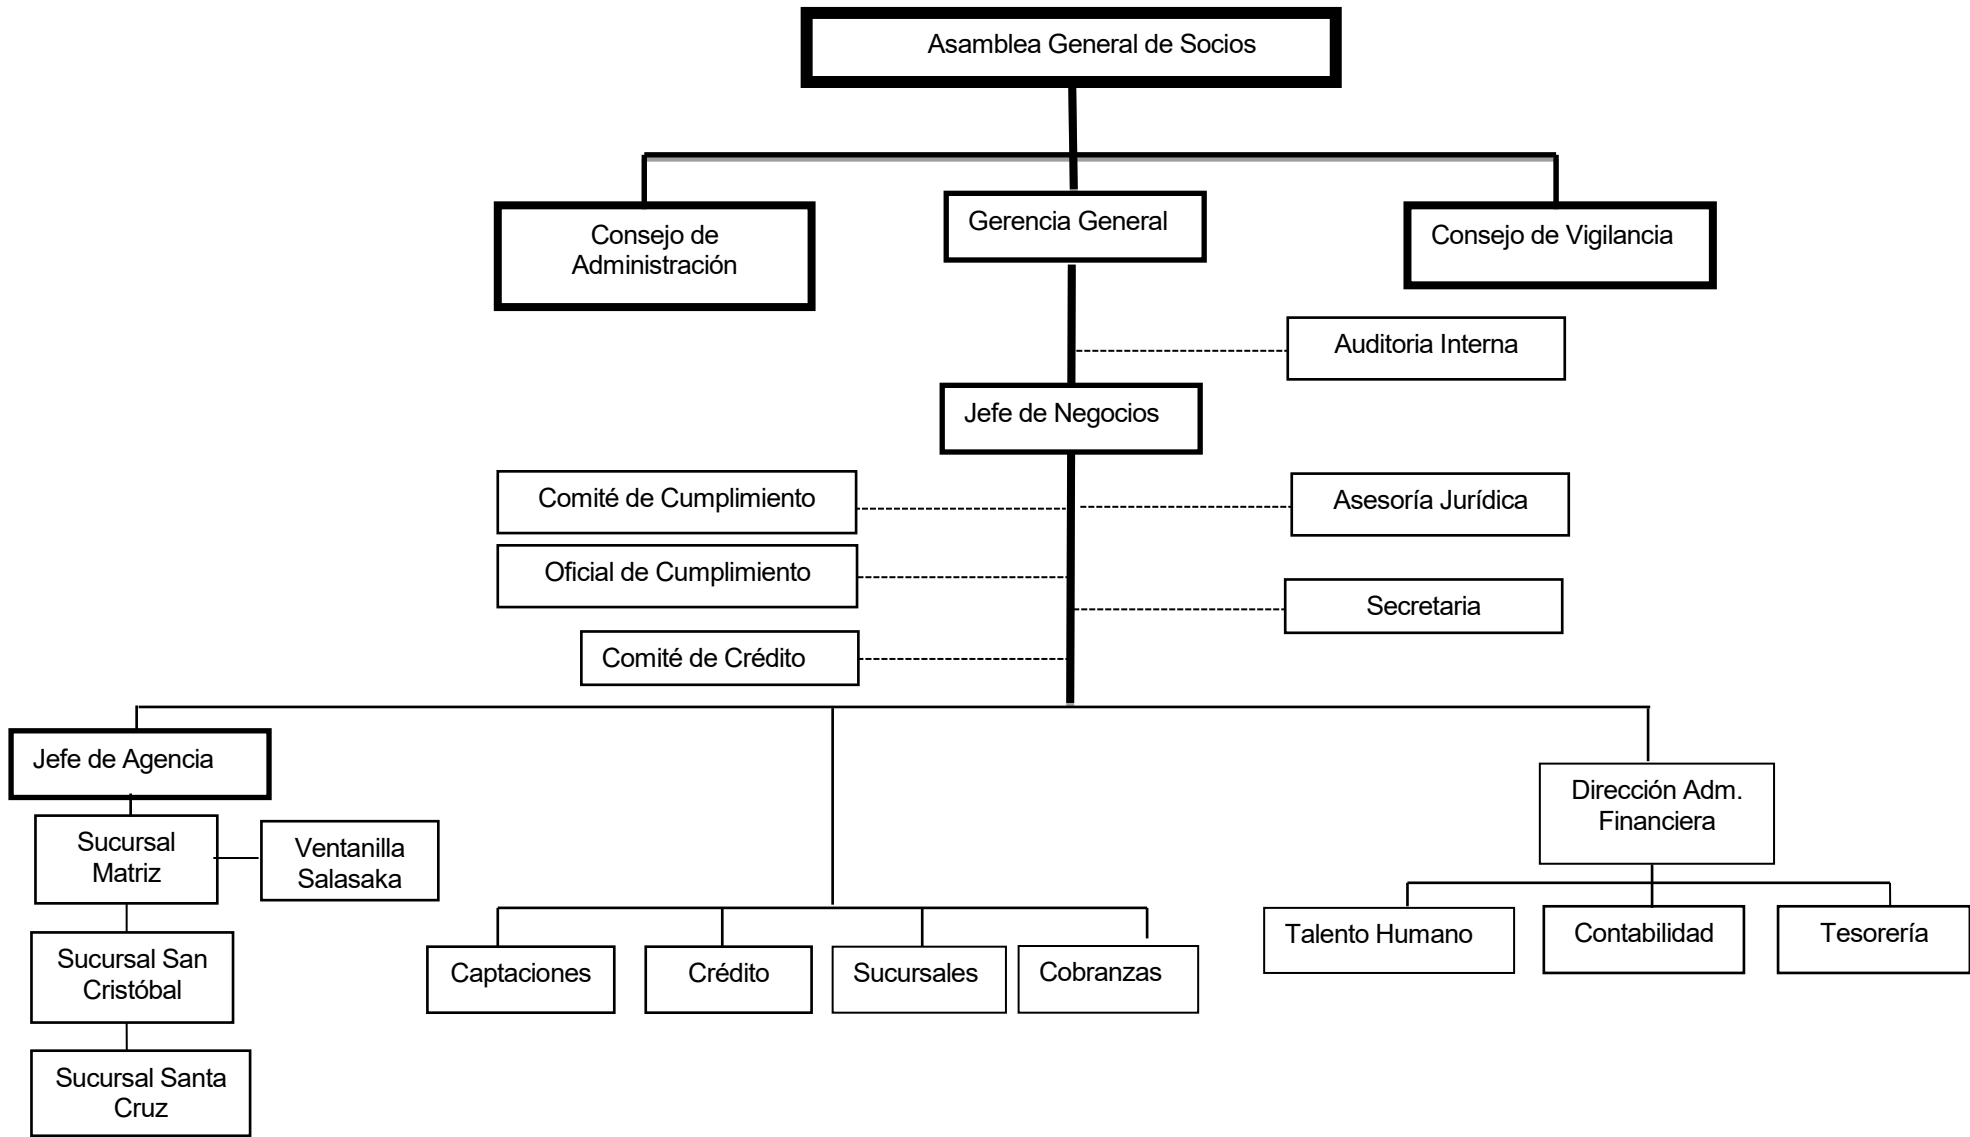 Asamblea General de Socios
Consejo de
Administración
Gerencia General
Consejo de Vigilancia
Auditoria Interna
Jefe de Negocios
Comité de Cumplimiento
Asesoría Jurídica
Oficial de Cumplimiento
Secretaria
Comité de Crédito
Jefe de Agencia
Sucursal
Matriz
Ventanilla
Salasaka
Sucursal San
Cristóbal
Sucursal Santa
Cruz
Captaciones
Crédito
Sucursales
Cobranzas
Dirección Adm.
Financiera
Talento Humano
Contabilidad
Tesorería